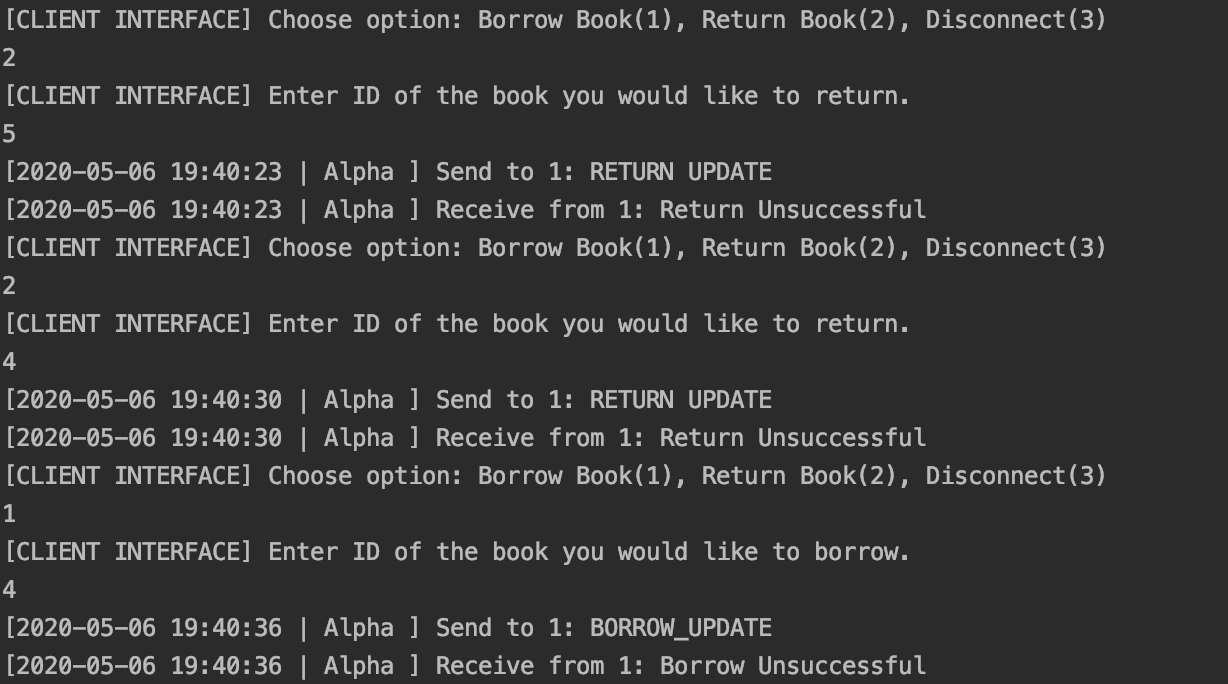 [CLIENT INTERFACE] Choose option: Borrow Book(1), Return Book(2), Disconnect(3)
2
[CLIENT INTERFACE] Enter ID of the book you would like to return.
5
[2020-05-06 19:40:23 | Alpha ] Send to 1: RETURN UPDATE
[2020-05-06 19:40:23 | Alpha ] Receive from 1: Return Unsuccessful
[CLIENT INTERFACE] Choose option: Borrow Book(1), Return Book(2), Disconnect(3)
2
[CLIENT INTERFACE] Enter ID of the book you would like to return.
4
[2020-05-06 19:40:30 | Alpha ] Send to 1: RETURN UPDATE
[2020-05-06 19:40:30 | Alpha ] Receive from 1: Return Unsuccessful
[CLIENT INTERFACE] Choose option: Borrow Book(1), Return Book(2), Disconnect(3)
1
[CLIENT INTERFACE] Enter ID of the book you would like to borrow.
4
[2020-05-06 19:40:36 | Alpha ] Send to 1: BORROW_UPDATE
[2020-05-06 19:40:36 | Alpha ] Receive from 1: Borrow Unsuccessful